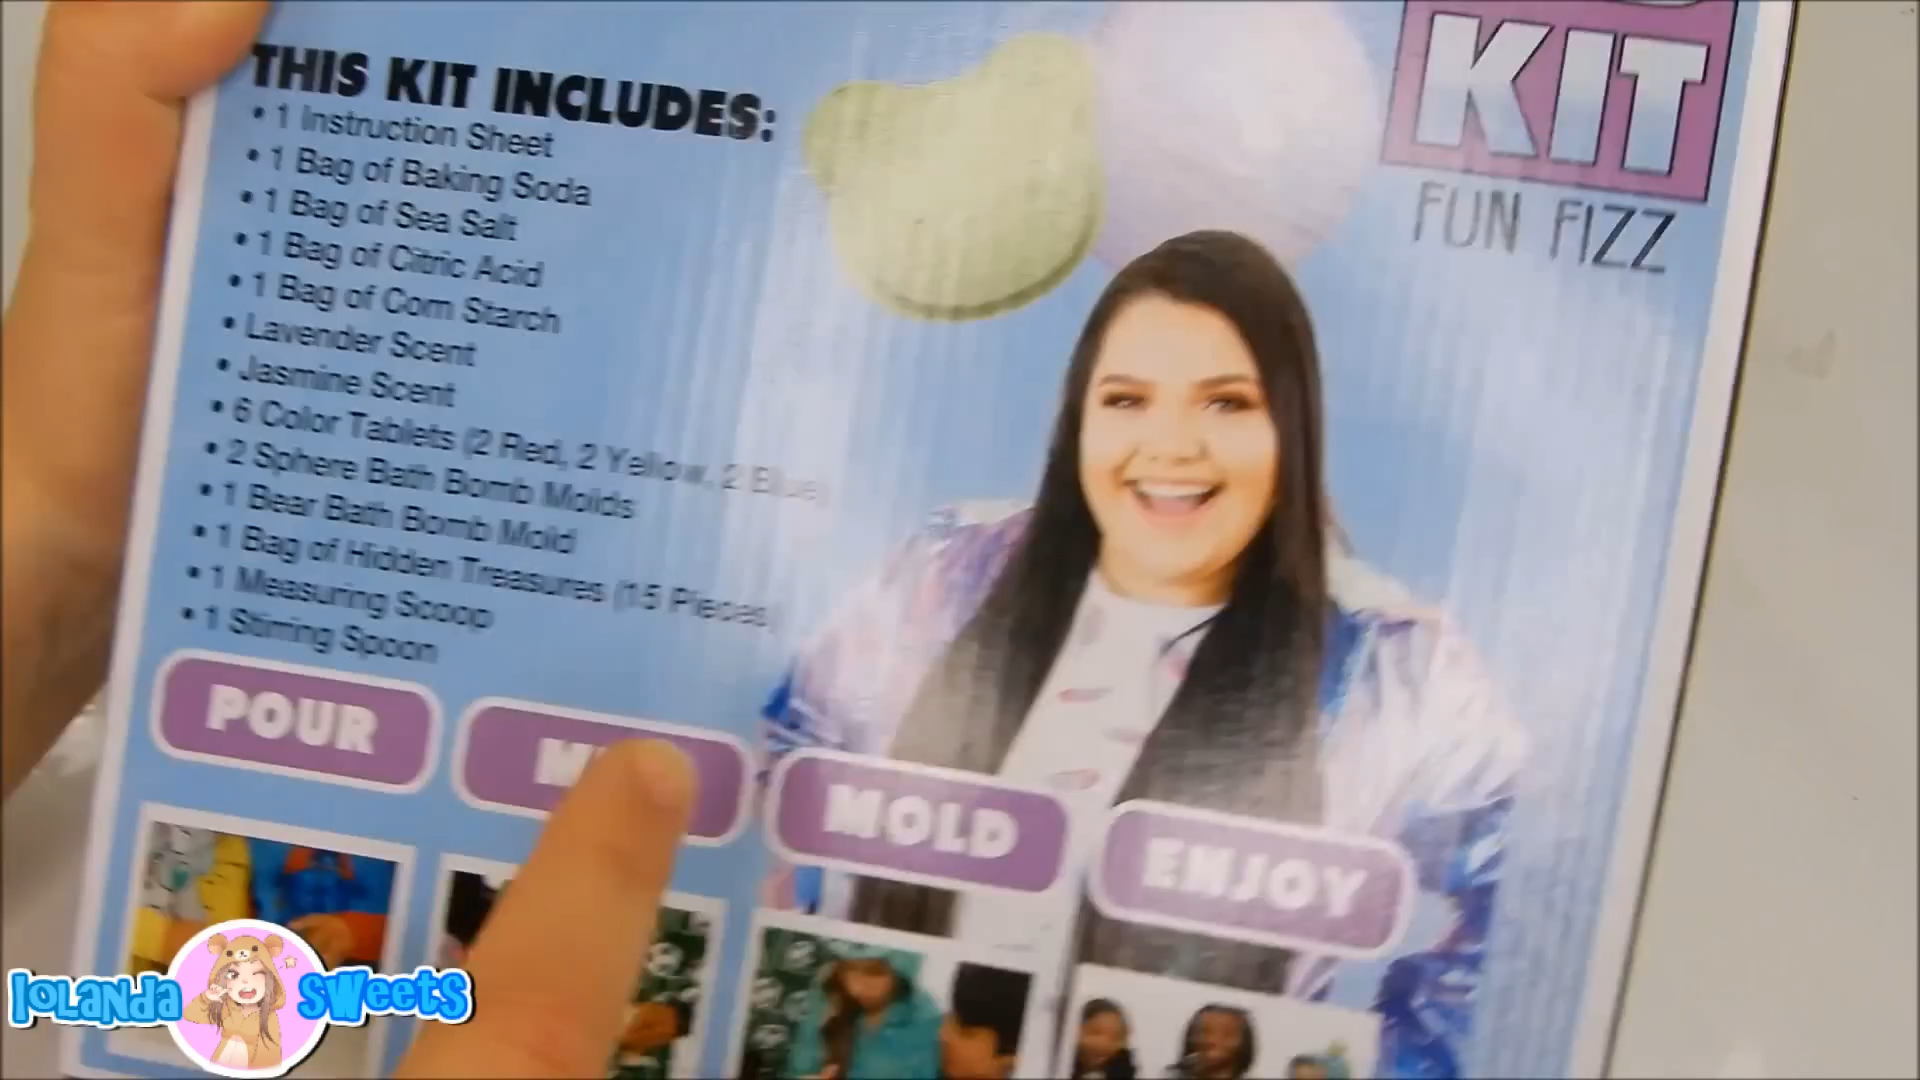 KIT
FUN FIZZ
THIS KIT INCLUDES:
• 1 Instruction Sheet
• 1 Bag of Baking Soda
• 1 Bag of Sea Salt
• 1 Bag of Citric Acid
• 1 Bag of Corn Starch
• Lavender Scent
• Jasmine Scent
• 6 Color Tablets (2 Red, 2 Yellow, 2 Blue)
• 2 Sphere Bath Bomb Molds
• 1 Bear Bath Bomb Mold
• 1 Bag of Hidden Treasures (15 Pieces)
• 1 Measuring Scoop
• 1 Stirring Spoon
POUR
MOLD
ENJOY
IOLANDA SWEETS